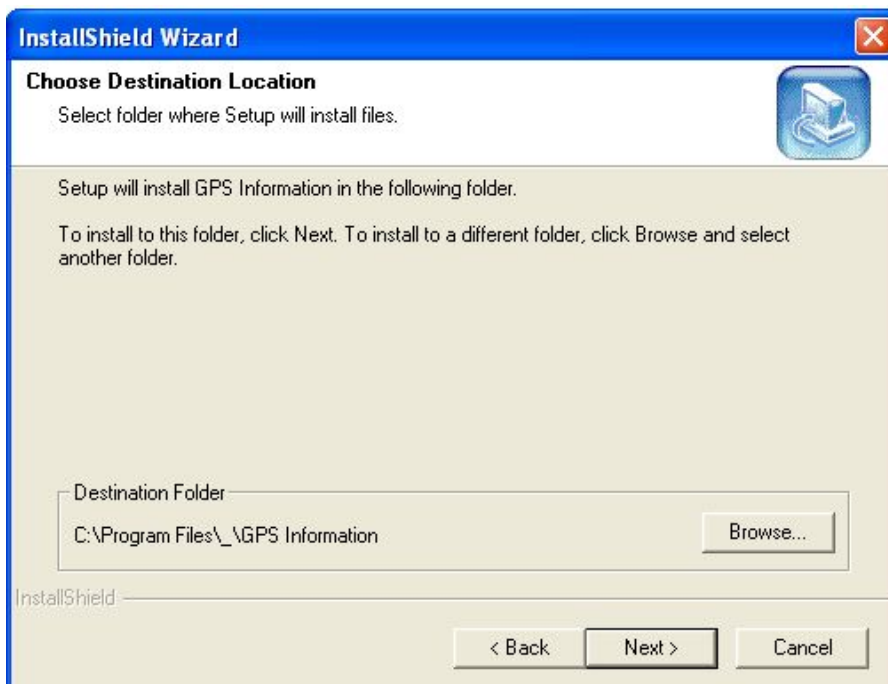 InstallShield Wizard
Choose Destination Location
Select folder where Setup will install files.
Setup will install GPS Information in the following folder.
To install to this folder, click Next. To install to a different folder, click Browse and select
another folder.
Destination Folder
C:\Program Files\_\GPS Information
Browse...
InstallShield
< Back
Next >
Cancel